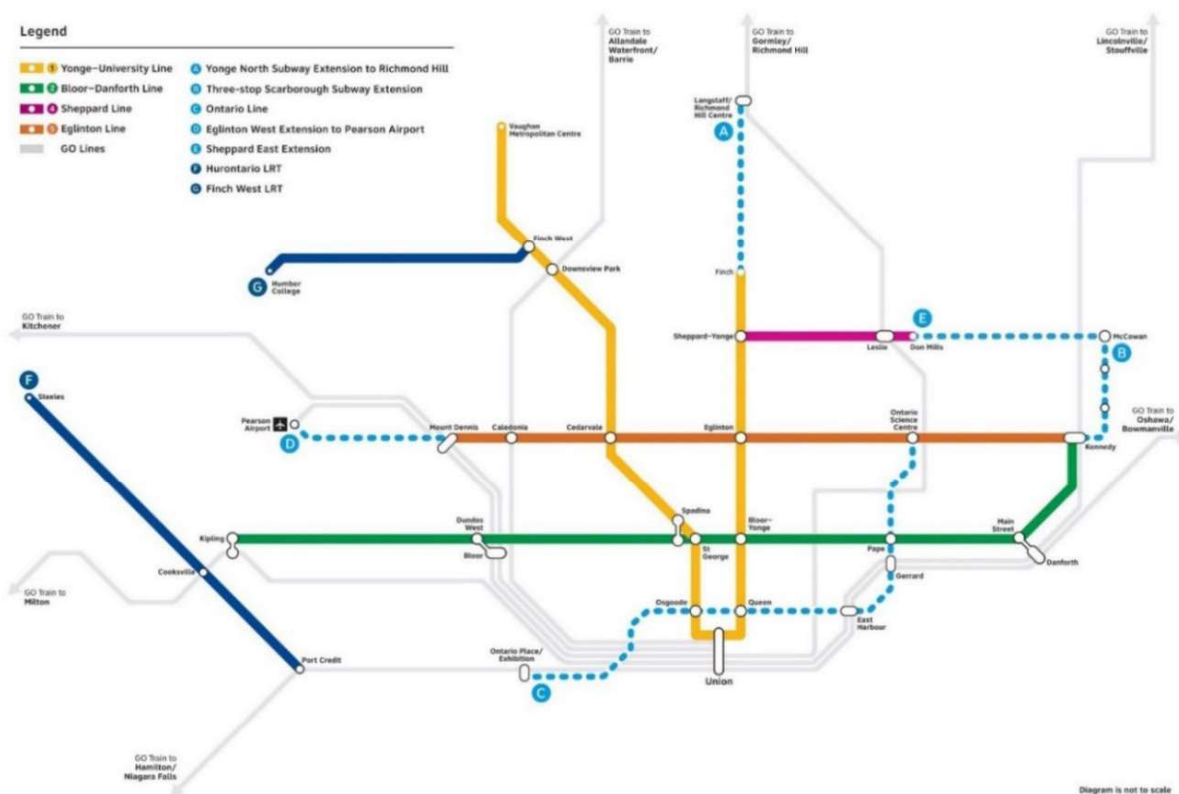 Legend
1 Yonge-University Line
2 Bloor-Danforth Line
4 Sheppard Line
5 Eglinton Line
GO Lines
A Yonge North Subway Extension to Richmond Hill
B Three-stop Scarborough Subway Extension
C Ontario Line
D Eglinton West Extension to Pearson Airport
E Sheppard East Extension
F Hurontario LRT
G Finch West LRT
GO Train to
Allandale
Waterfront/
Barrie
GO Train to
Gormley/
Richmond Hill
GO Train to
Lincolnville/
Stouffville
Langstaff/
Richmond
Hill Centre
A
Vaughan
Metropolitan Centre
Finch West
Downsview Park
G
Humber
College
Finch
GO Train to
Kitchener
Sheppard-Yonge
Leslie
Don Mills
E
McCowan
B
F
Steeles
Pearson
Airport
D
Mount Dennis
Caledonia
Cedarvale
Eglinton
Ontario
Science
Centre
Kennedy
GO Train to
Oshawa/
Bowmanville
Kipling
Dundas
West
Bloor
Spadina
St
George
Bloor-
Yonge
Pape
Gerrard
Main
Street
Danforth
Cooksville
GO Train to
Milton
Osgoode
Queen
East
Harbour
Port Credit
Ontario Place/
Exhibition
C
Union
GO Train to
Hamilton/
Niagara Falls
Diagram is not to scale